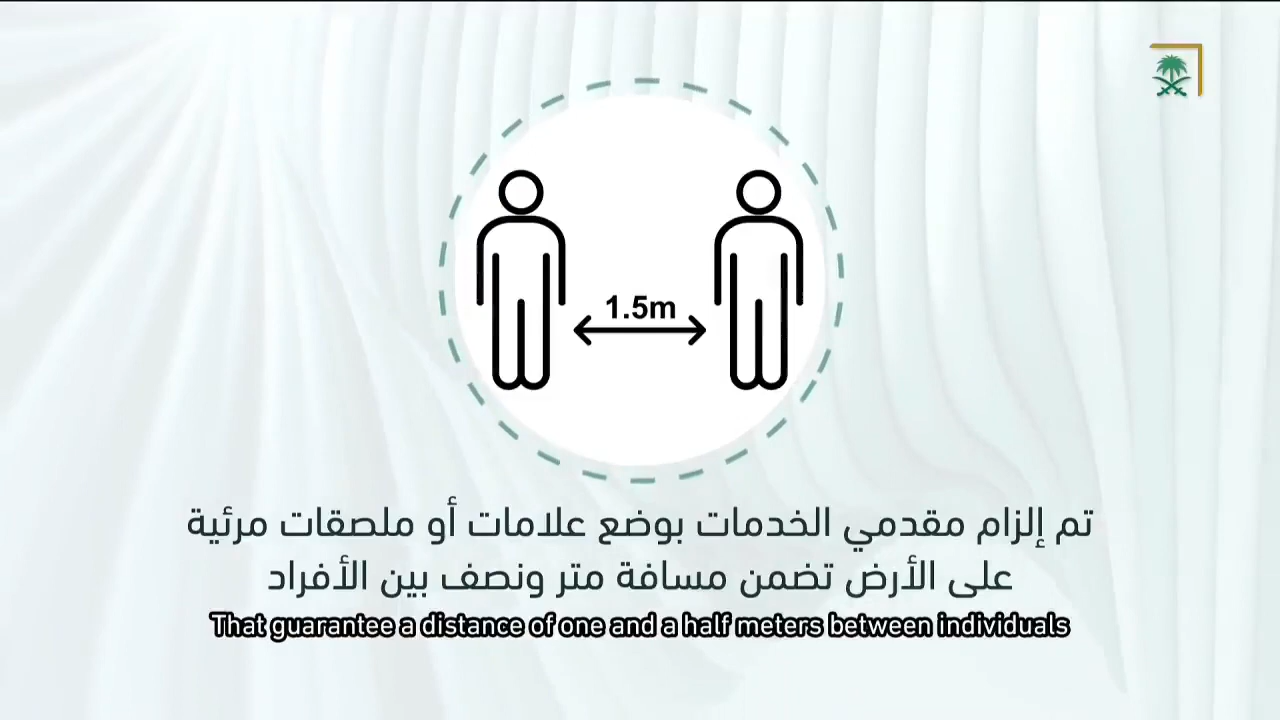 1.5m
تم إلزام مقدمي الخدمات بوضع علامات أو ملصقات مرئية
على الأرض تضمن مسافة متر ونصف بين الأفراد
That guarantee a distance of one and a half meters between individuals